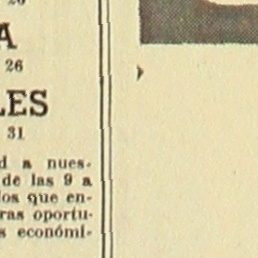 A
26
LES
31
d a nues-
de las 9 a
os que en-
ras oportu-
s económi-